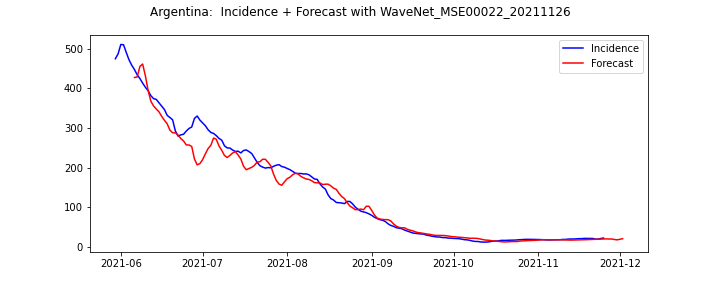 Argentina:  Incidence + Forecast with WaveNet_MSE00022_20211126
Incidence
Forecast
500
400
300
200
100
0
2021-06 2021-07 2021-08 2021-09 2021-10 2021-11 2021-12